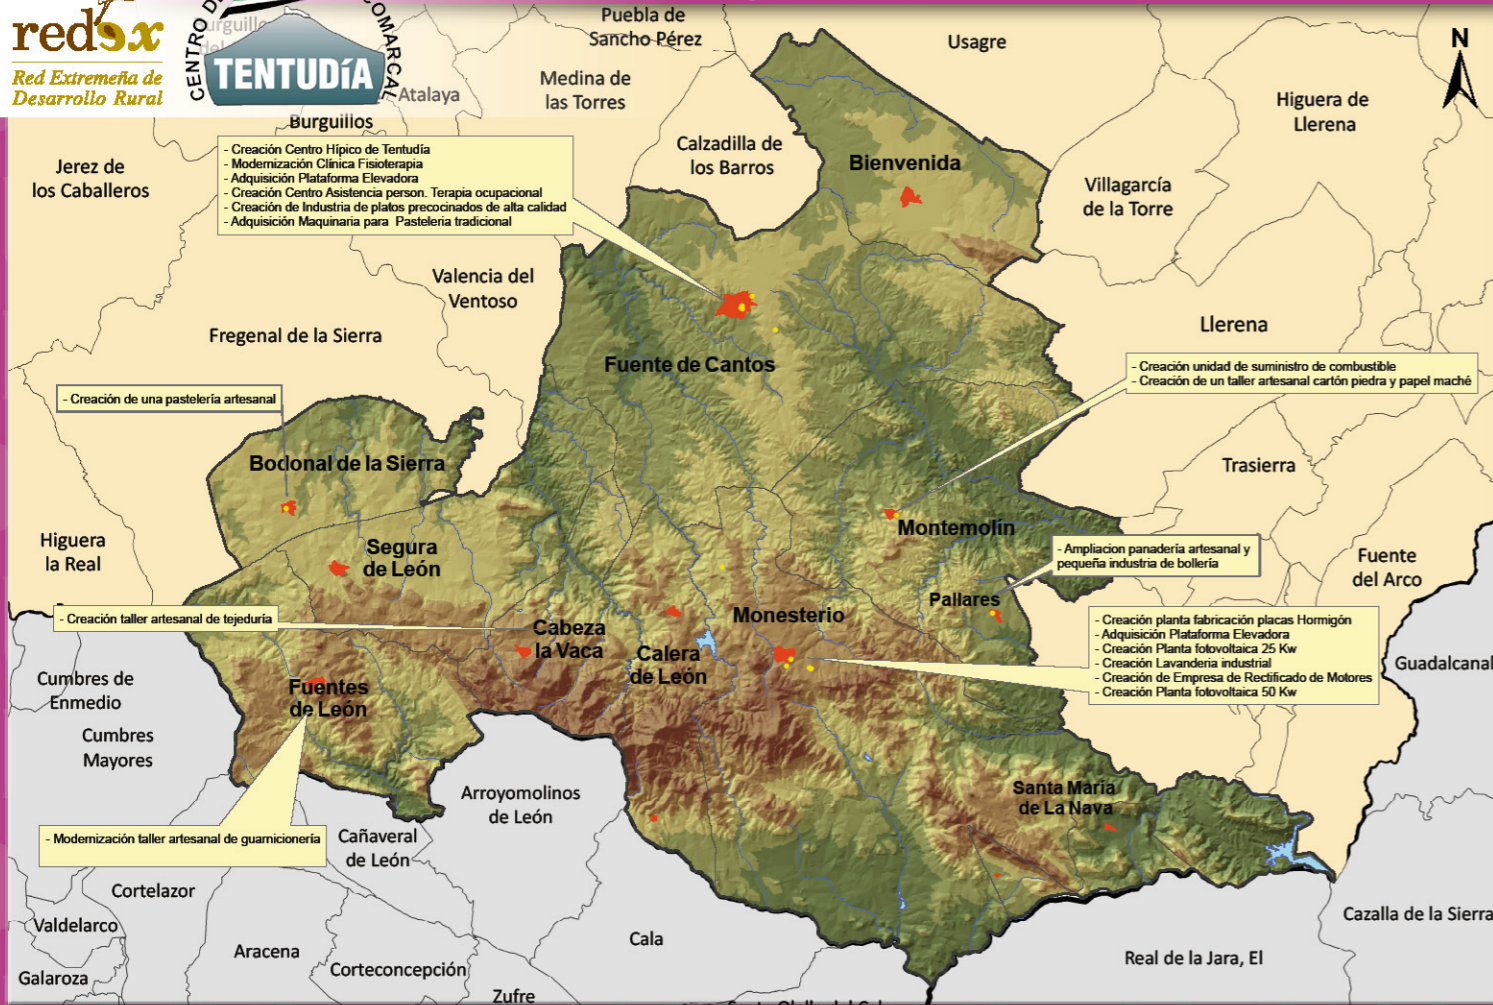 redex
Red Extremeña de
Desarrollo Rural
CENTRO DE
COMARCAL
TENTUDÍA
Burguillos
Atalaya
Puebla de
Sancho Pérez
Usagre
N
Medina de
las Torres
Burguillos
Higuera de
Llerena
Jerez de
los Caballeros
- Creación Centro Hípico de Tentudía
- Modernización Clínica Fisioterapia
- Adquisición Plataforma Elevadora
- Creación Centro Asistencia person. Terapia ocupacional
- Creación de Industria de platos precocinados de alta calidad
- Adquisición Maquinaria para Pasteleria tradicional
Calzadilla de
los Barros
Bienvenida
Villagarcía
de la Torre
Valencia del
Ventoso
Fregenal de la Sierra
Llerena
Fuente de Cantos
- Creación unidad de suministro de combustible
- Creación de un taller artesanal cartón piedra y papel maché
- Creación de una pastelería artesanal
Bodonal de la Sierra
Trasierra
Higuera
la Real
Segura
de León
Montemolín
- Ampliacion panadería artesanal y
pequeña industria de bollería
Fuente
del Arco
Pallares
- Creación taller artesanal de tejeduría
Cabeza
la Vaca
Monesterio
Calera
de León
- Creación planta fabricación placas Hormigón
- Adquisición Plataforma Elevadora
- Creación Planta fotovoltaica 25 Kw
- Creación Lavanderia industrial
- Creación de Empresa de Rectificado de Motores
- Creación Planta fotovoltaica 50 Kw
Guadalcanal
Cumbres de
Enmedio
Fuentes
de León
Cumbres
Mayores
Santa María
de La Nava
Arroyomolinos
de León
- Modernización taller artesanal de guarnicionería
Cañaveral
de León
Cortelazor
Valdelarco
Cazalla de la Sierra
Aracena
Cala
Real de la Jara, El
Corteconcepción
Galaroza
Zufre